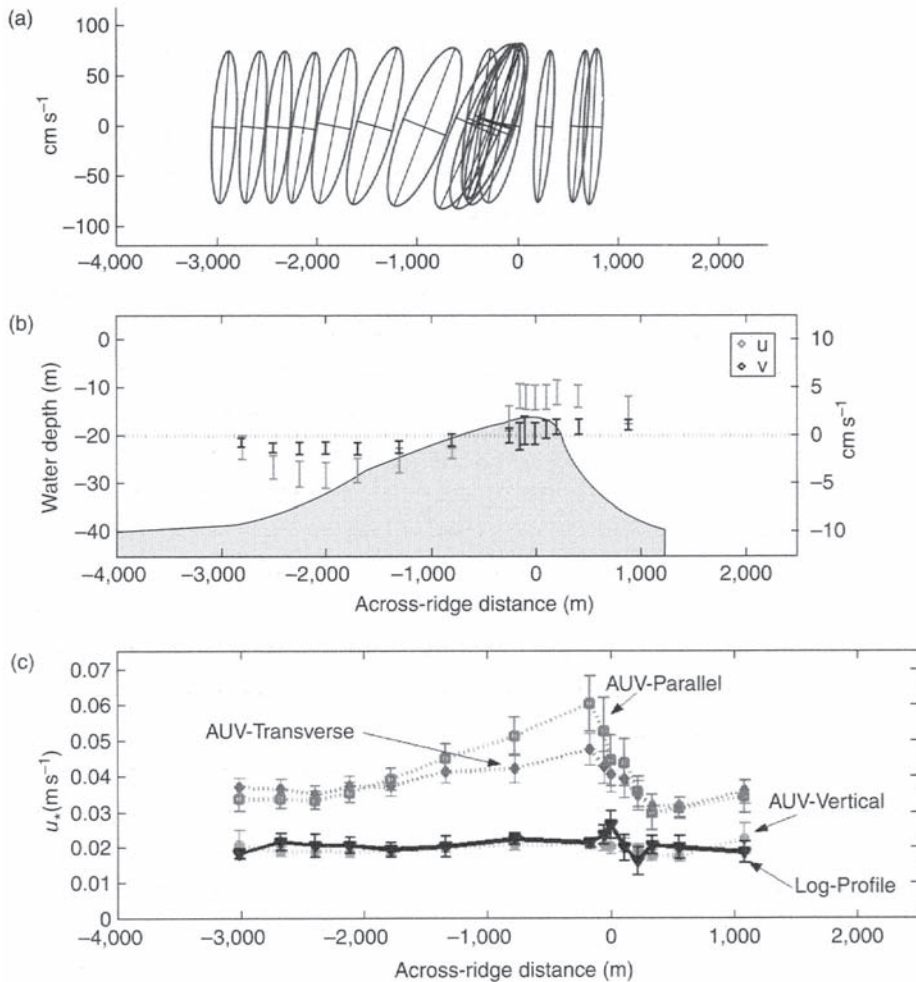 (a)
100
50
0
−50
−100
cm s⁻¹
−4,000 −3,000 −2,000 −1,000 0 1,000 2,000
(b)
0
−10
−20
−30
−40
Water depth (m)
u
v
10
5
0
−5
−10
cm s⁻¹
−4,000 −3,000 −2,000 −1,000 0 1,000 2,000
Across-ridge distance (m)
(c)
0.07
0.06
0.05
0.04
0.03
0.02
0.01
0
u*(m s⁻¹)
AUV-Parallel
AUV-Transverse
AUV-Vertical
Log-Profile
−4,000 −3,000 −2,000 −1,000 0 1,000 2,000
Across-ridge distance (m)